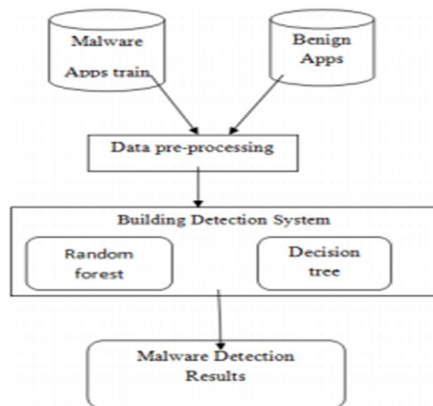 Malware
Apps train
Benign
Apps
Data pre-processing
Building Detection System
Random
forest
Decision
tree
Malware Detection
Results